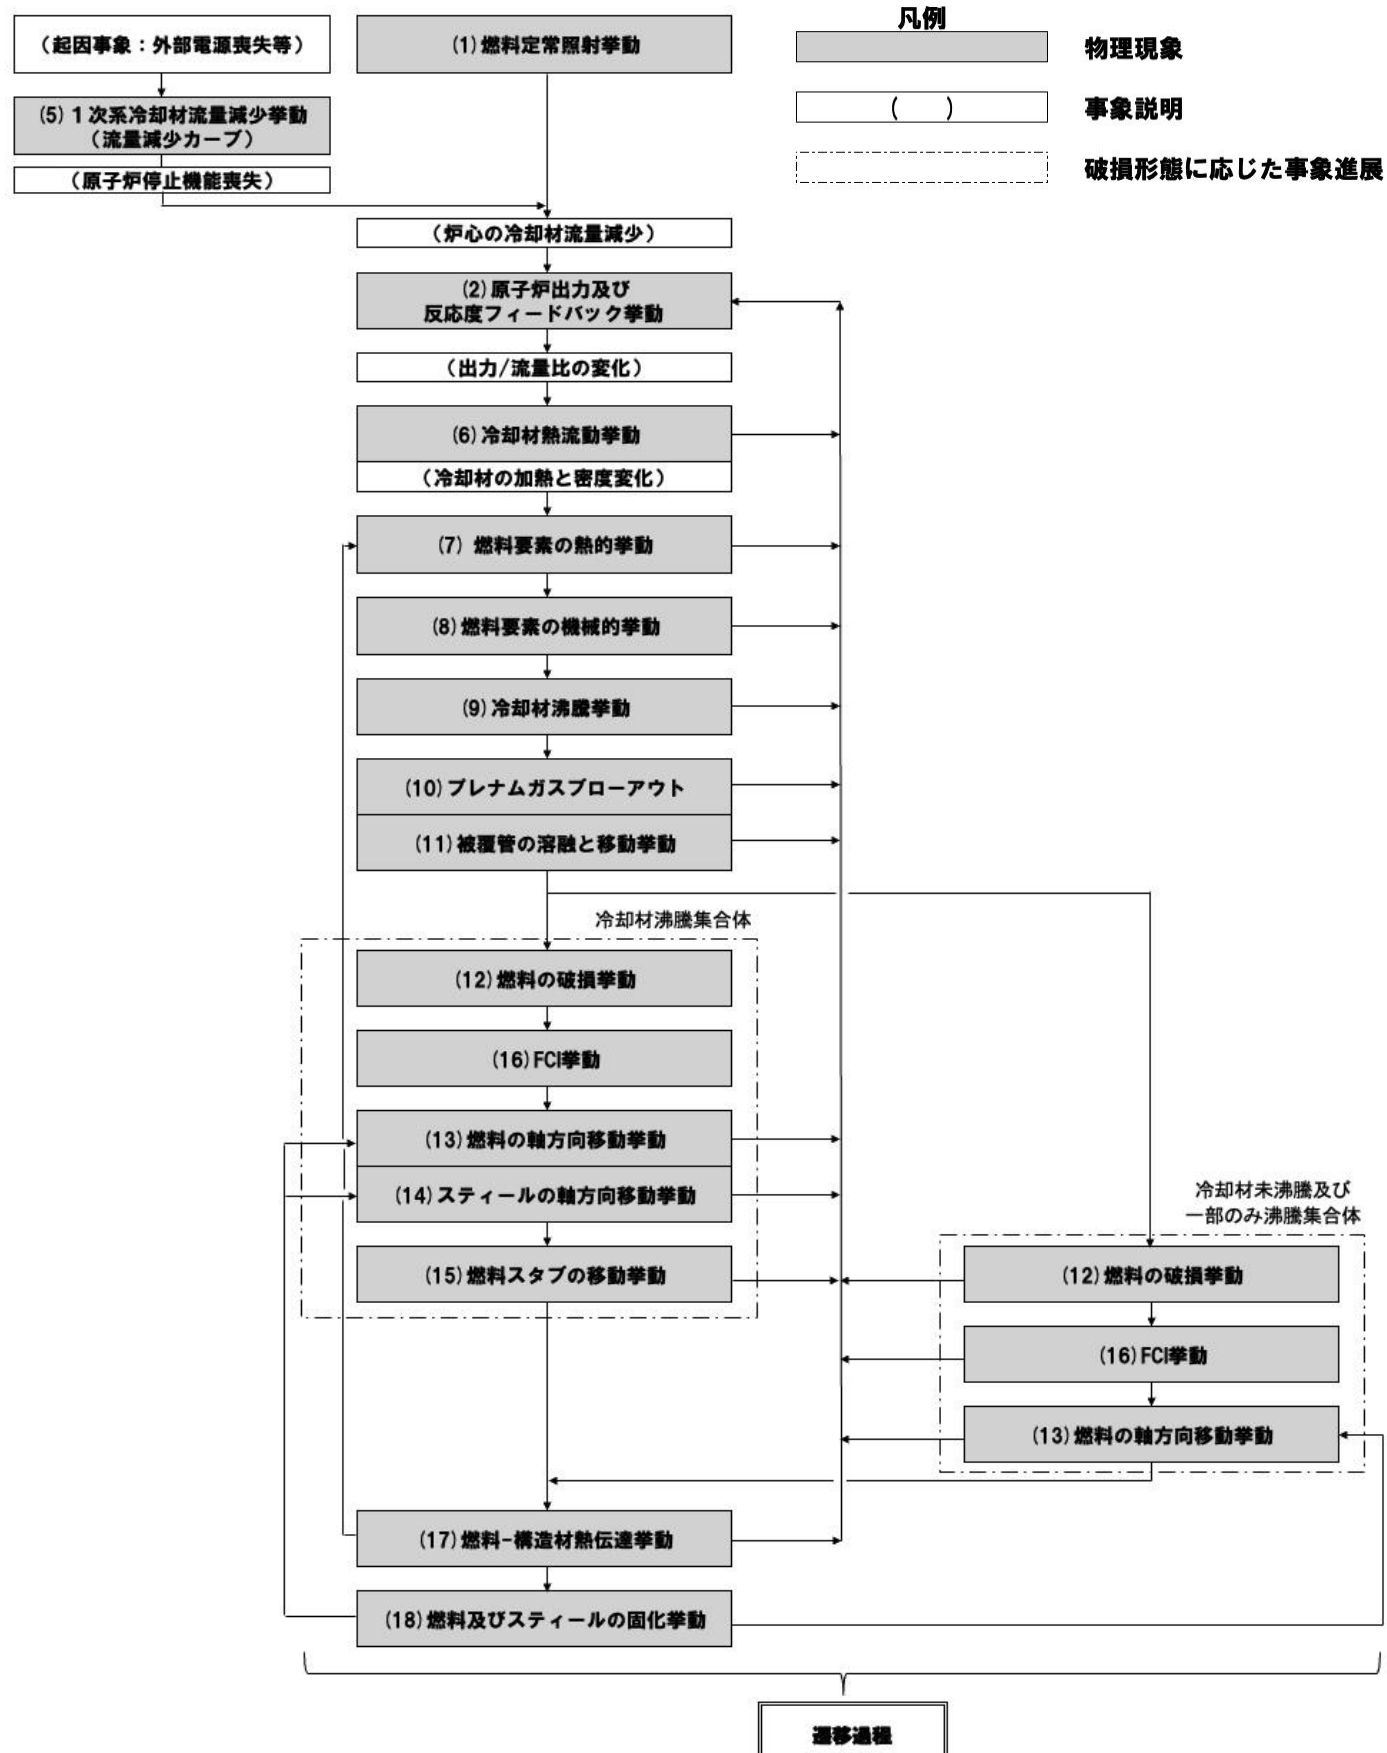 （起因事象：外部電源喪失等）
(5)１次系冷却材流量減少挙動
（流量減少カーブ）
（原子炉停止機能喪失）
(1)燃料定常照射挙動
凡例
物理現象
(　　)
事象説明
破損形態に応じた事象進展
（炉心の冷却材流量減少）
(2)原子炉出力及び
反応度フィードバック挙動
（出力/流量比の変化）
(6)冷却材熱流動挙動
（冷却材の加熱と密度変化）
(7) 燃料要素の熱的挙動
(8)燃料要素の機械的挙動
(9)冷却材沸騰挙動
(10)プレナムガスブローアウト
(11)被覆管の溶融と移動挙動
冷却材沸騰集合体
(12)燃料の破損挙動
(16)FCI挙動
(13)燃料の軸方向移動挙動
(14)スティールの軸方向移動挙動
(15)燃料スタブの移動挙動
冷却材未沸騰及び
一部のみ沸騰集合体
(12)燃料の破損挙動
(16)FCI挙動
(13)燃料の軸方向移動挙動
(17)燃料-構造材熱伝達挙動
(18)燃料及びスティールの固化挙動
遷移過程